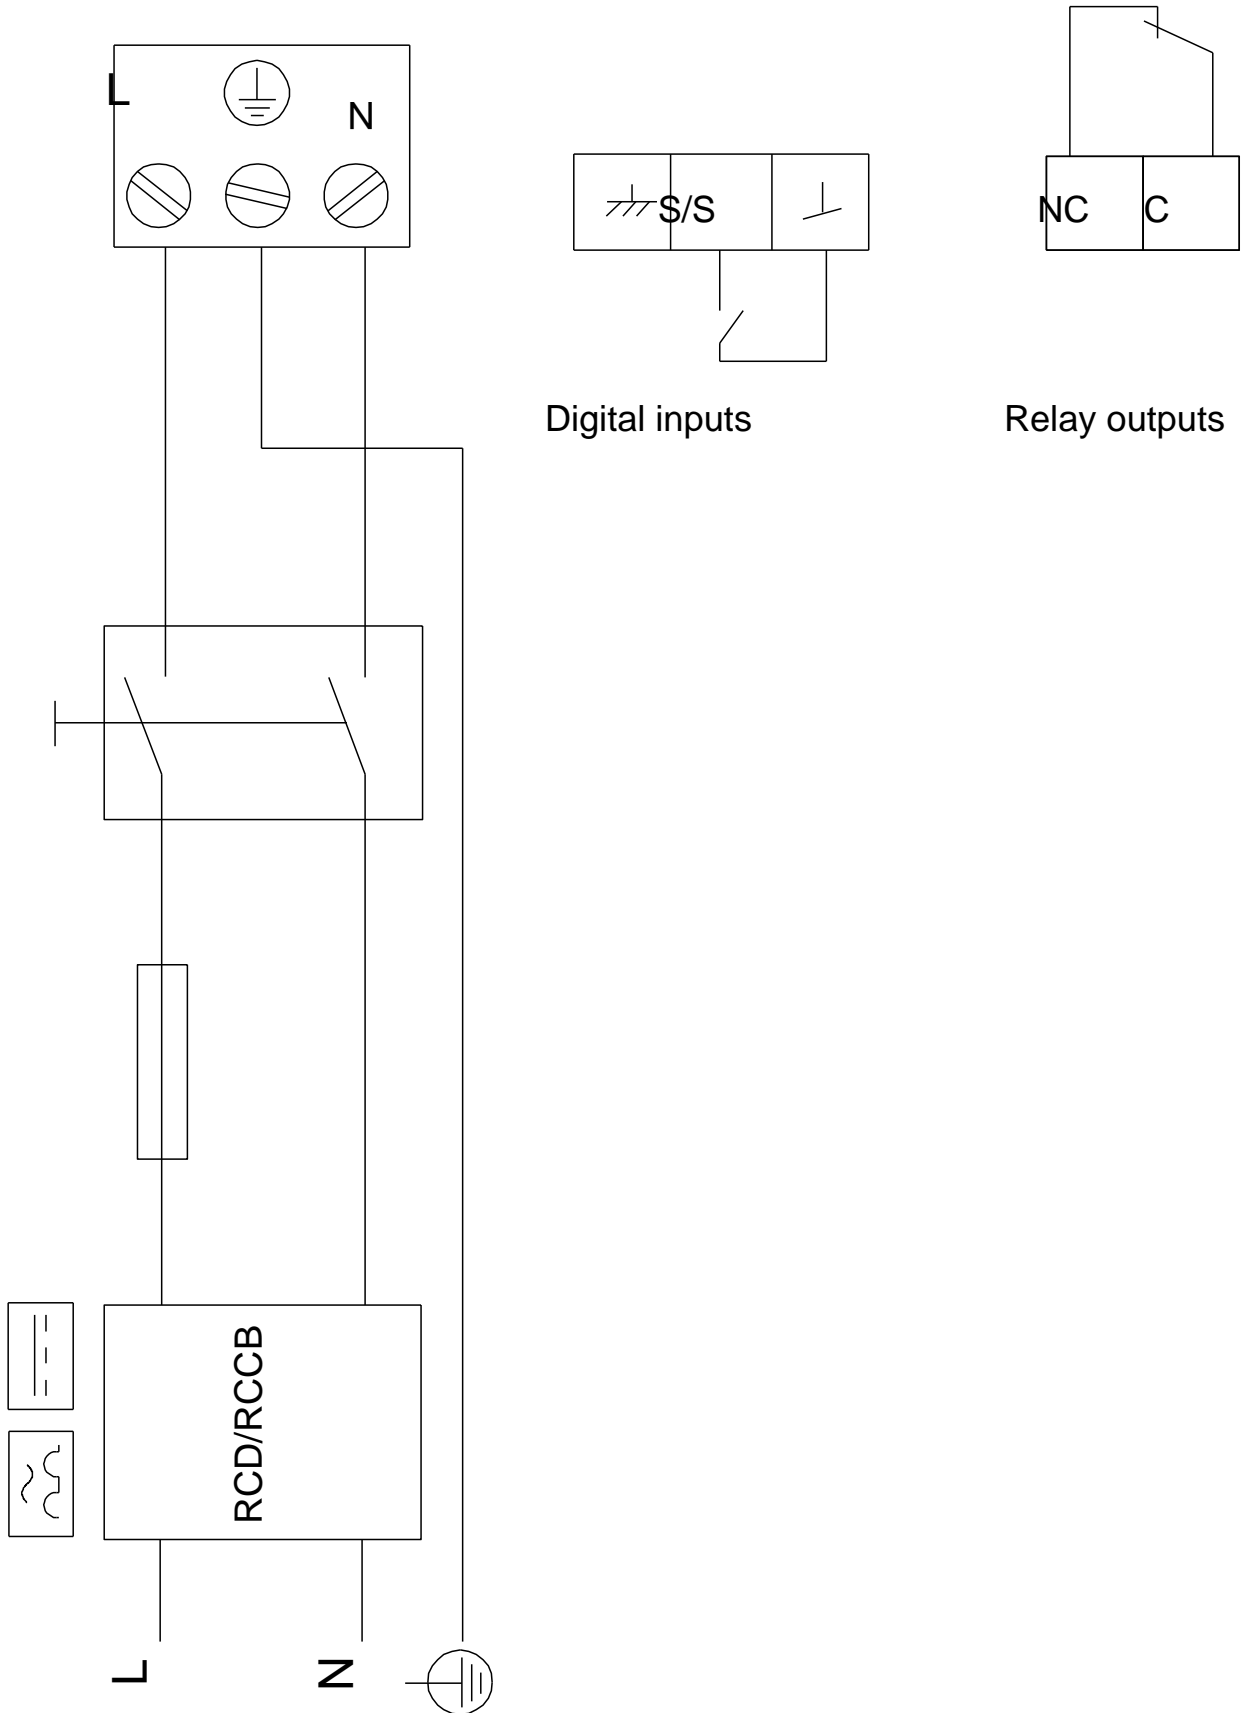 L
N
S/S
NC
C
Digital inputs
Relay outputs
RCD/RCCB
L
N